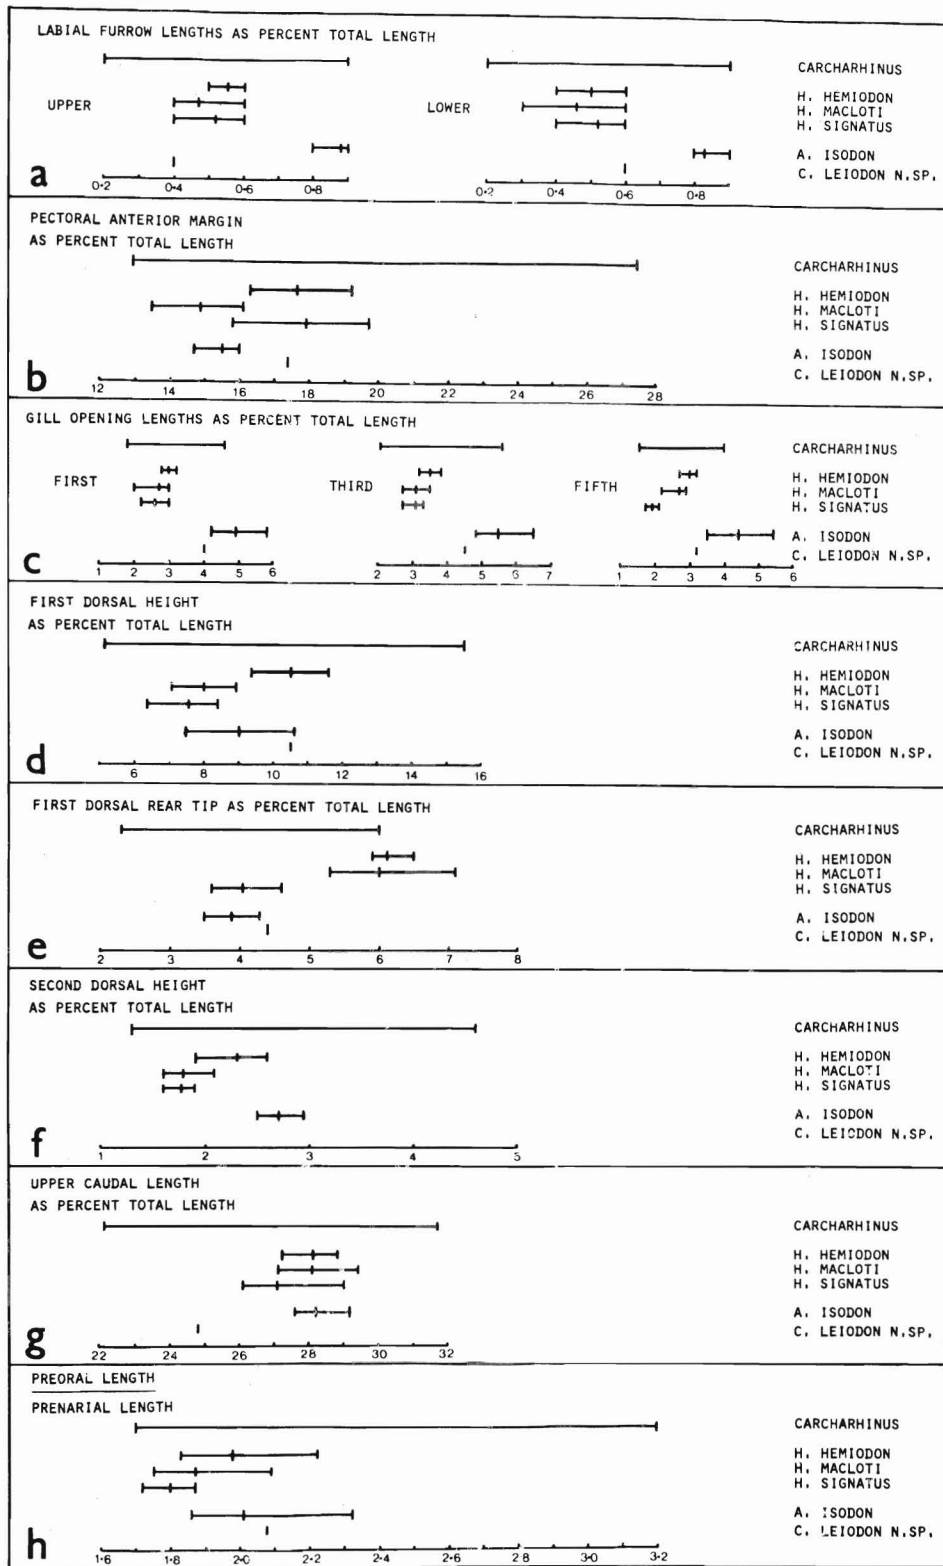 LABIAL FURROW LENGTHS AS PERCENT TOTAL LENGTH
CARCHARHINUS
UPPER
LOWER
H. HEMIODON
H. MACLOTI
H. SIGNATUS
A. ISODON
C. LEIODON N.SP.
a
0·2 0·4 0·6 0·8
0·2 0·4 0·6 0·8
PECTORAL ANTERIOR MARGIN
AS PERCENT TOTAL LENGTH
CARCHARHINUS
H. HEMIODON
H. MACLOTI
H. SIGNATUS
A. ISODON
C. LEIODON N.SP.
b
12 14 16 18 20 22 24 26 28
GILL OPENING LENGTHS AS PERCENT TOTAL LENGTH
CARCHARHINUS
FIRST
THIRD
FIFTH
H. HEMIODON
H. MACLOTI
H. SIGNATUS
A. ISODON
C. LEIODON N.SP.
c
1 2 3 4 5 6
2 3 4 5 6 7
1 2 3 4 5 6
FIRST DORSAL HEIGHT
AS PERCENT TOTAL LENGTH
CARCHARHINUS
H. HEMIODON
H. MACLOTI
H. SIGNATUS
A. ISODON
C. LEIODON N.SP.
d
6 8 10 12 14 16
FIRST DORSAL REAR TIP AS PERCENT TOTAL LENGTH
CARCHARHINUS
H. HEMIODON
H. MACLOTI
H. SIGNATUS
A. ISODON
C. LEIODON N.SP.
e
2 3 4 5 6 7 8
SECOND DORSAL HEIGHT
AS PERCENT TOTAL LENGTH
CARCHARHINUS
H. HEMIODON
H. MACLOTI
H. SIGNATUS
A. ISODON
C. LEIODON N.SP.
f
1 2 3 4 5
UPPER CAUDAL LENGTH
AS PERCENT TOTAL LENGTH
CARCHARHINUS
H. HEMIODON
H. MACLOTI
H. SIGNATUS
A. ISODON
C. LEIODON N.SP.
g
22 24 26 28 30 32
PREORAL LENGTH
PRENARIAL LENGTH
CARCHARHINUS
H. HEMIODON
H. MACLOTI
H. SIGNATUS
A. ISODON
C. LEIODON N.SP.
h
1·6 1·8 2·0 2·2 2·4 2·6 2·8 3·0 3·2